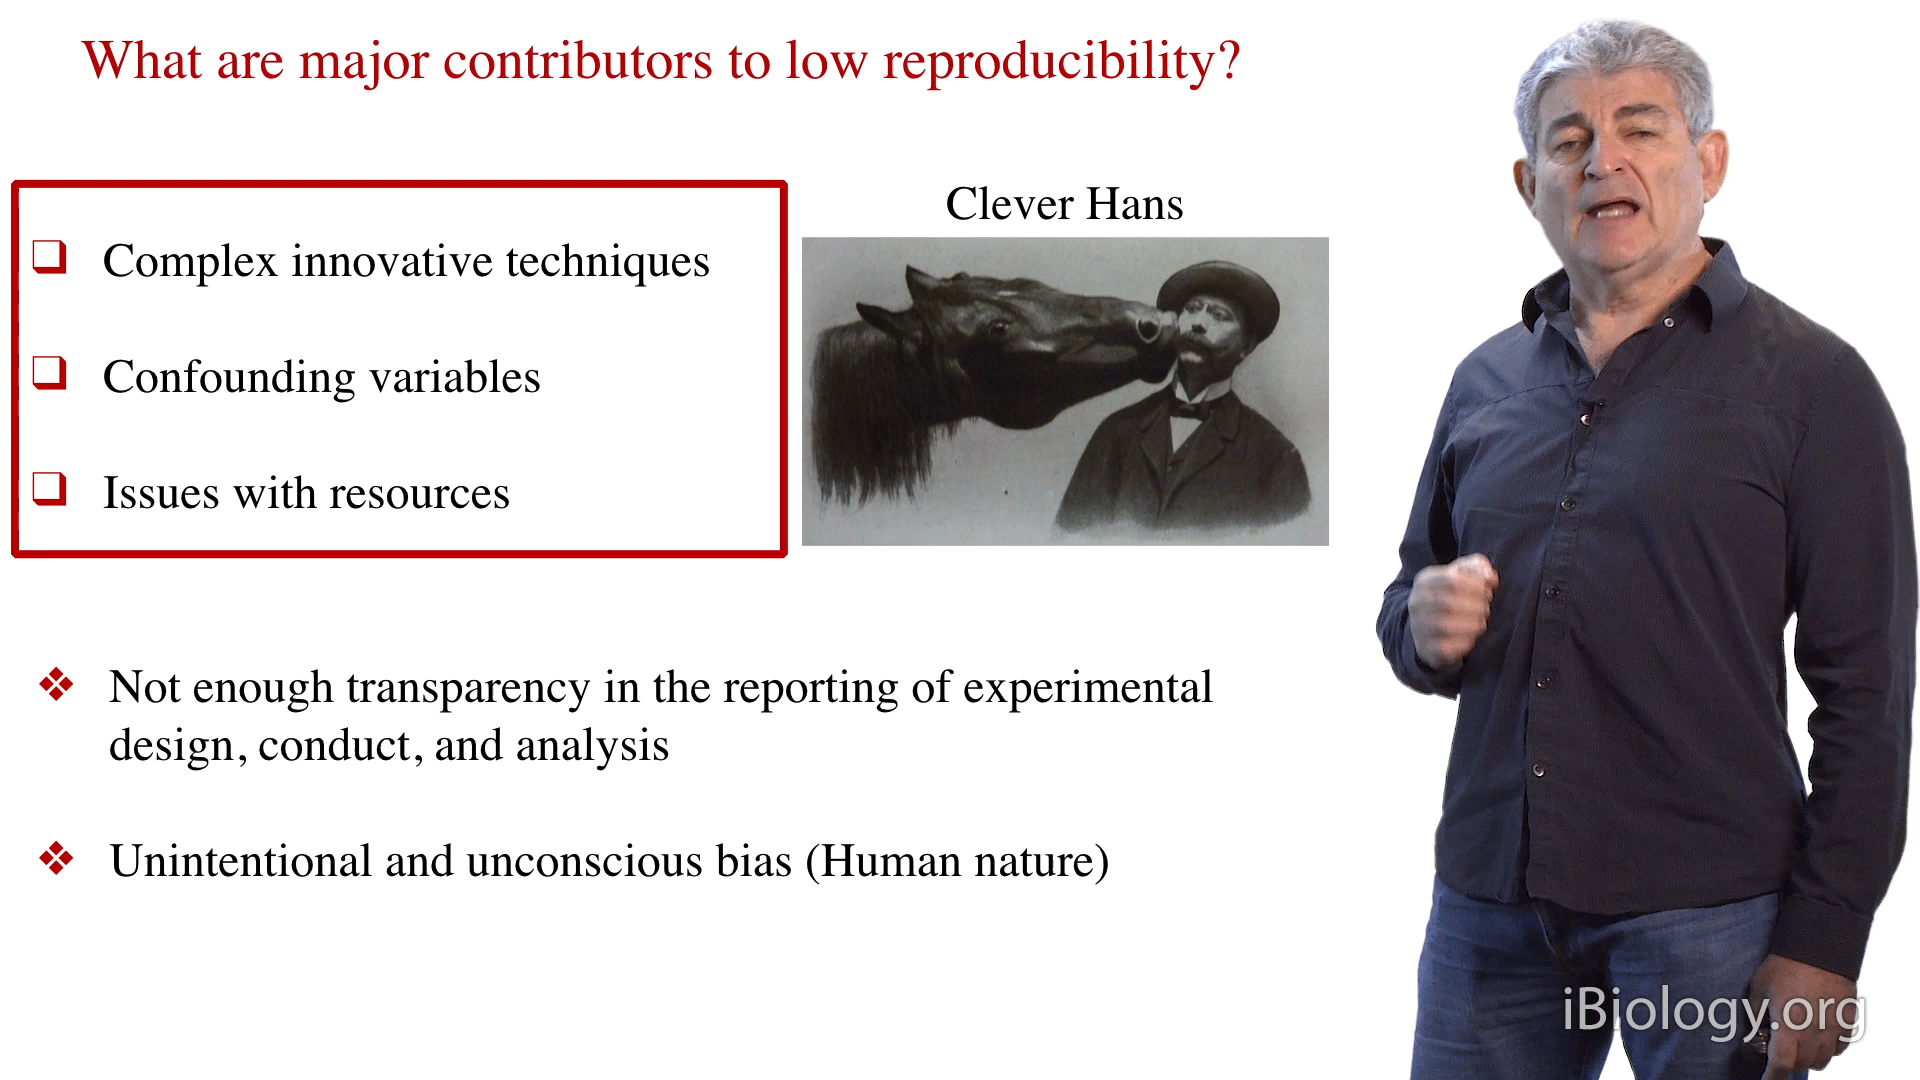 What are major contributors to low reproducibility?
Complex innovative techniques
Confounding variables
Issues with resources
Clever Hans
Not enough transparency in the reporting of experimental
design, conduct, and analysis
Unintentional and unconscious bias (Human nature)
iBiology.org